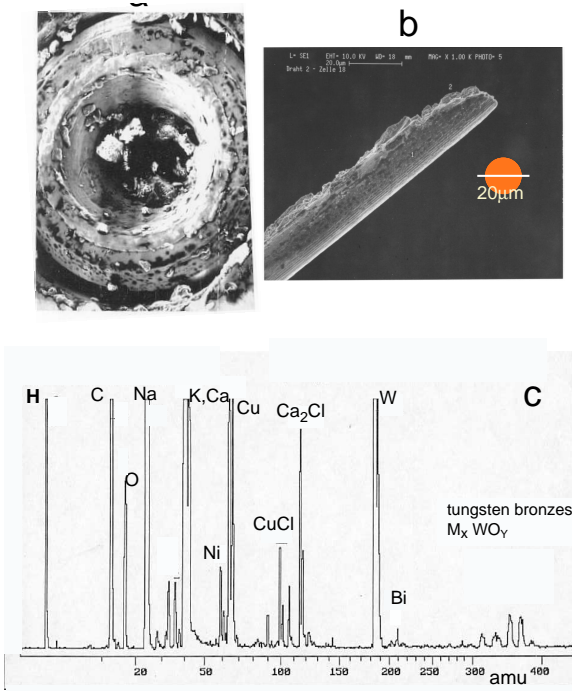 a
b
L= SE1 EHT= 10.0 KV WD= 18 mm MAG= X 1.00 K PHOTO= 5
20.0µm
Draht 2 - Zelle 18
2
1
20µm
H
C
Na
K,Ca
Cu
Ca2Cl
W
C
O
tungsten bronzes
MX WOY
CuCl
Ni
Bi
20 50 100 150 200 250 300 400
amu